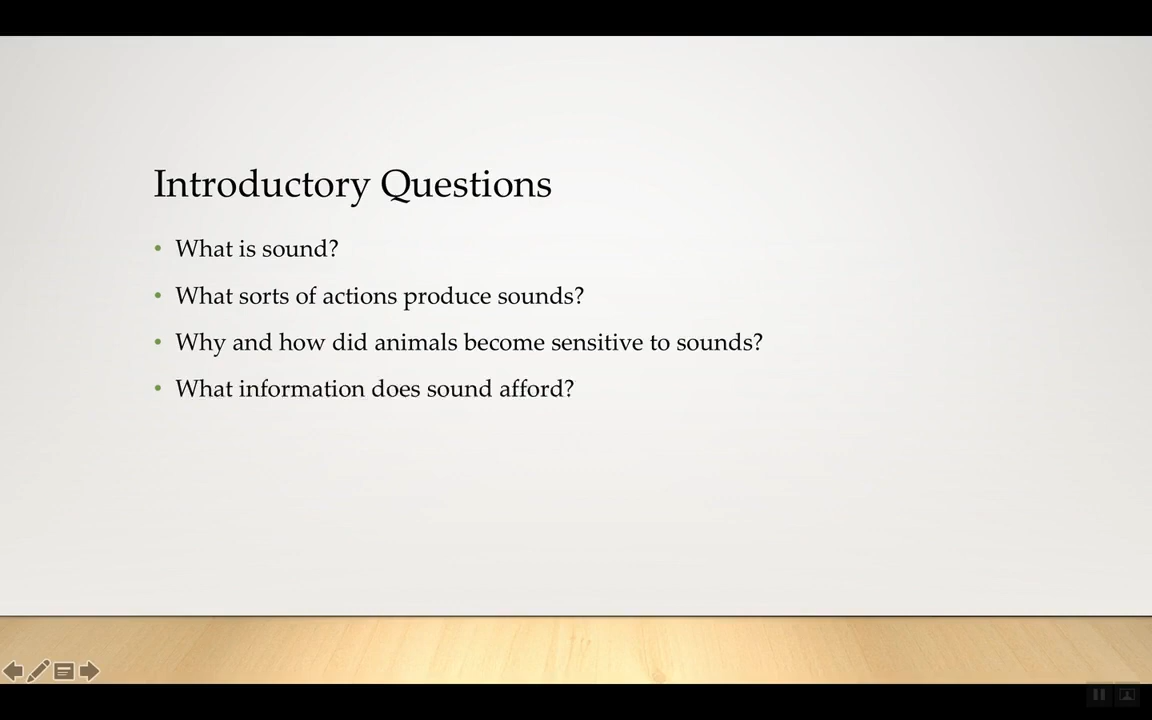 Introductory Questions
• What is sound?
• What sorts of actions produce sounds?
• Why and how did animals become sensitive to sounds?
• What information does sound afford?